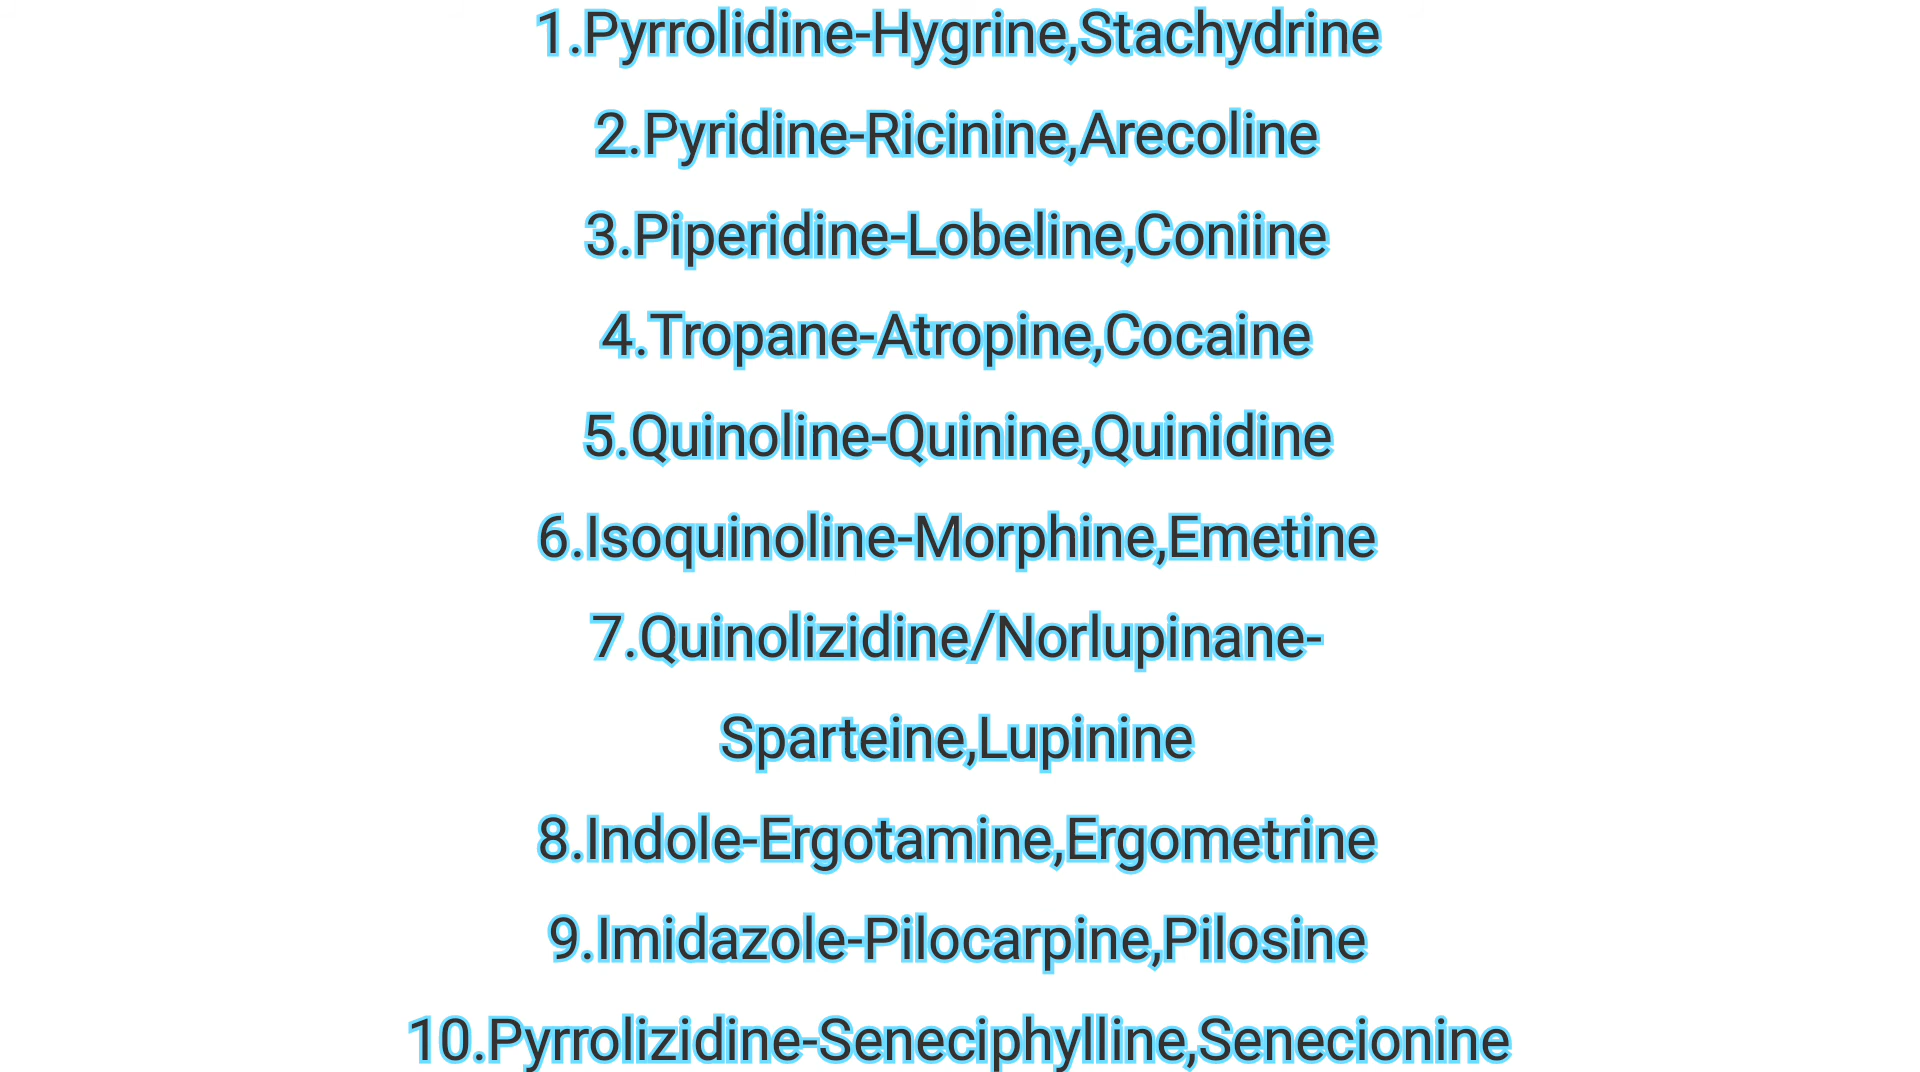 1.Pyrrolidine-Hygrine,Stachydrine
2.Pyridine-Ricinine,Arecoline
3.Piperidine-Lobeline,Coniine
4.Tropane-Atropine,Cocaine
5.Quinoline-Quinine,Quinidine
6.Isoquinoline-Morphine,Emetine
7.Quinolizidine/Norlupinane-
Sparteine,Lupinine
8.Indole-Ergotamine,Ergometrine
9.Imidazole-Pilocarpine,Pilosine
10.Pyrrolizidine-Seneciphylline,Senecionine